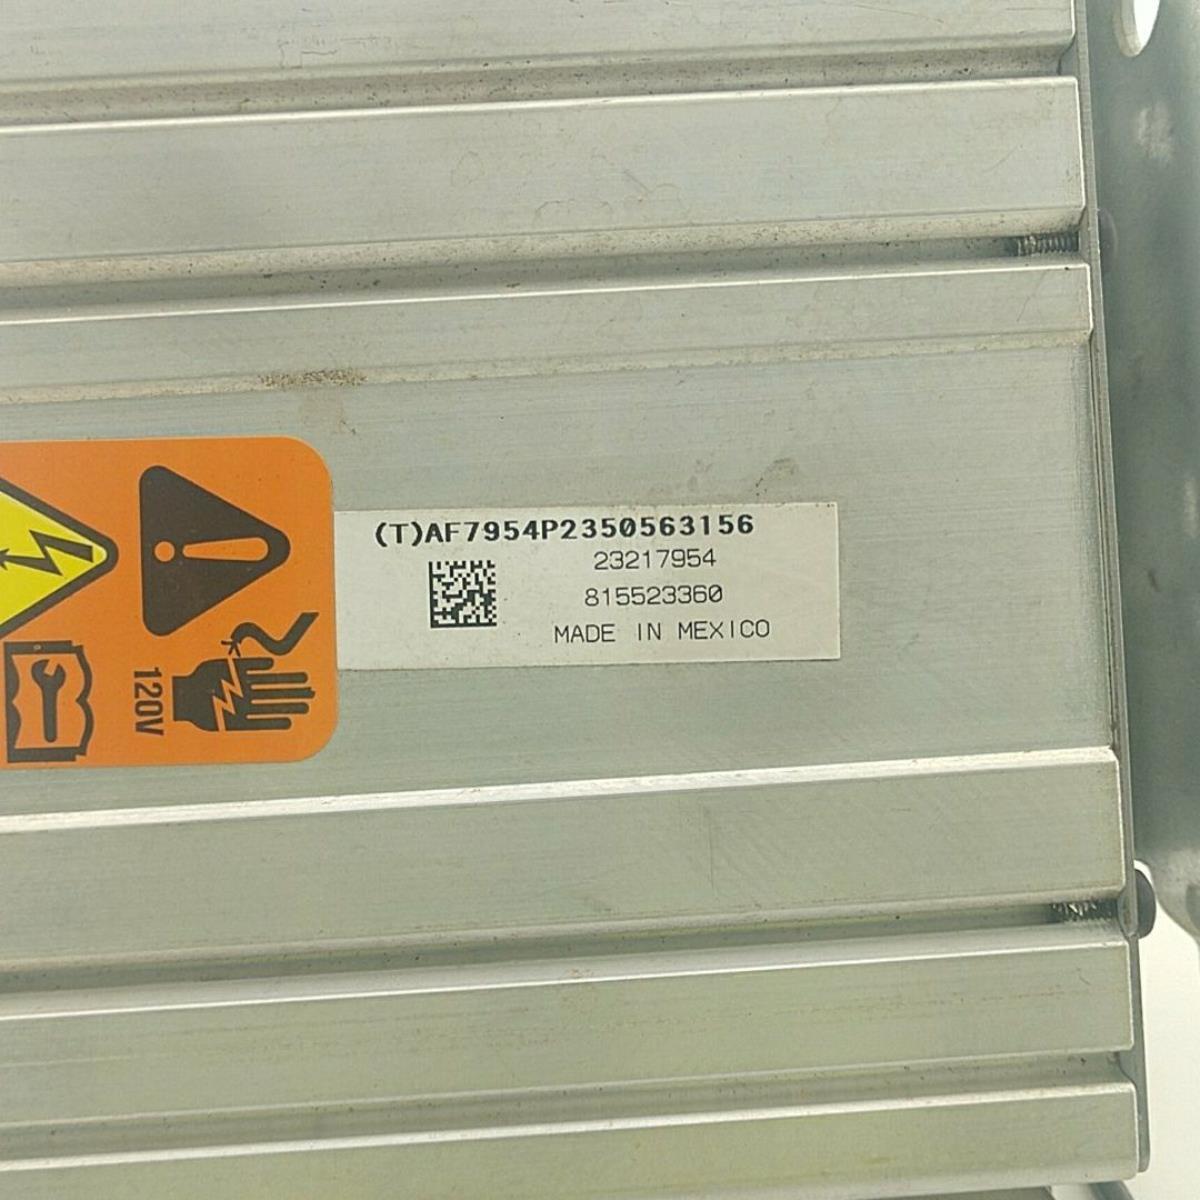 (T)AF7954P2350563156
23217954
815523360
MADE IN MEXICO
120V